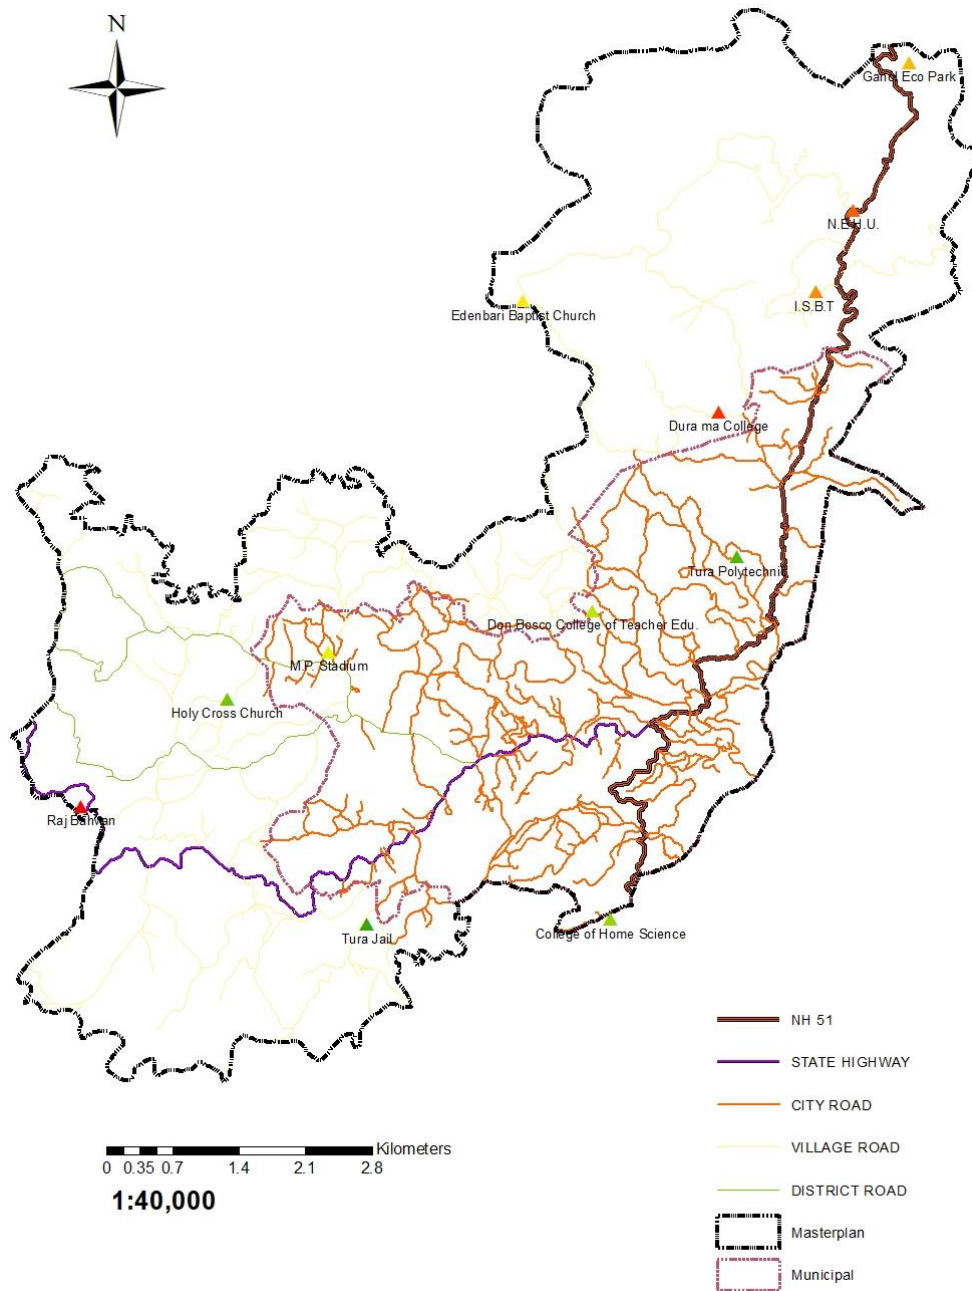 N
Ganol Eco Park
N.E.H.U.
I.S.B.T
Edenbari Baptist Church
Dura ma College
Tura Polytechnic
Don Bosco College of Teacher Edu.
M.P. Stadium
Holy Cross Church
Raj Bahvan
Tura Jail
College of Home Science
NH 51
STATE HIGHWAY
CITY ROAD
VILLAGE ROAD
DISTRICT ROAD
Masterplan
Municipal
Kilometers
0 0.35 0.7 1.4 2.1 2.8
1:40,000